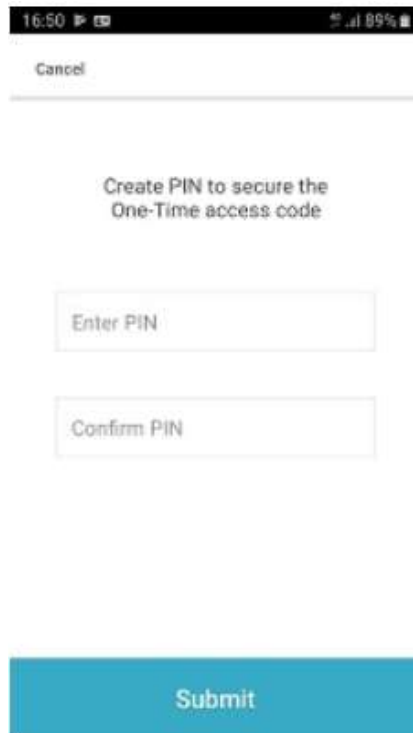 16:50 89%
Cancel
Create PIN to secure the
One-Time access code
Enter PIN
Confirm PIN
Submit